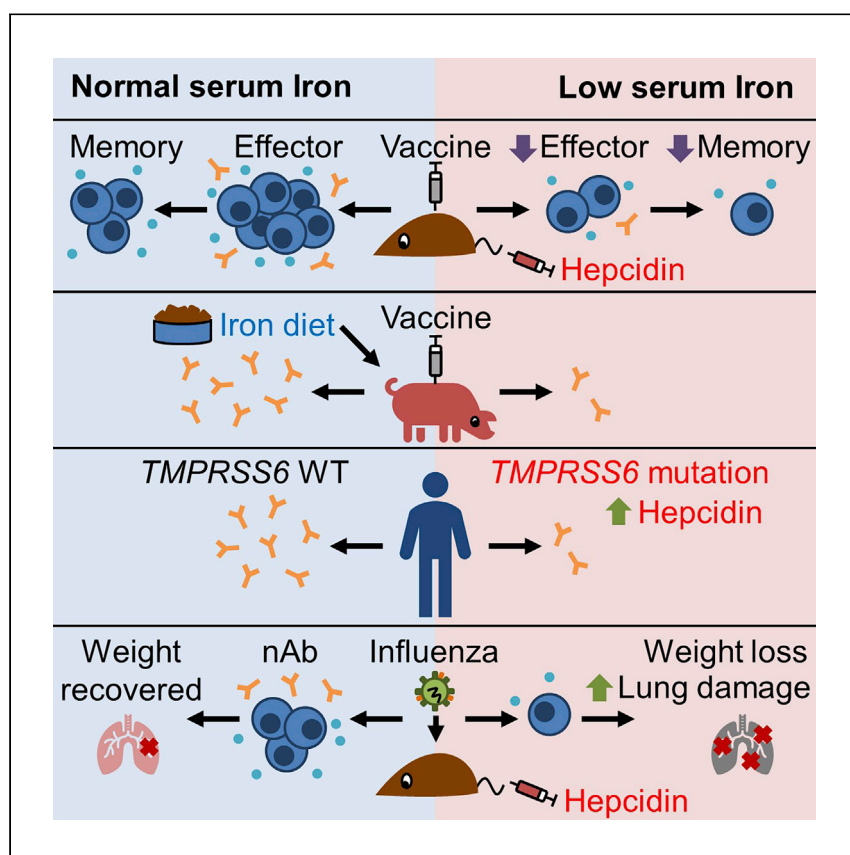 Normal serum Iron
Low serum Iron
Memory
Effector
Vaccine
Effector
Memory
Hepcidin
Iron diet
Vaccine
TMPRSS6 WT
TMPRSS6 mutation
Hepcidin
Weight
recovered
nAb
Influenza
Weight loss
Lung damage
Hepcidin